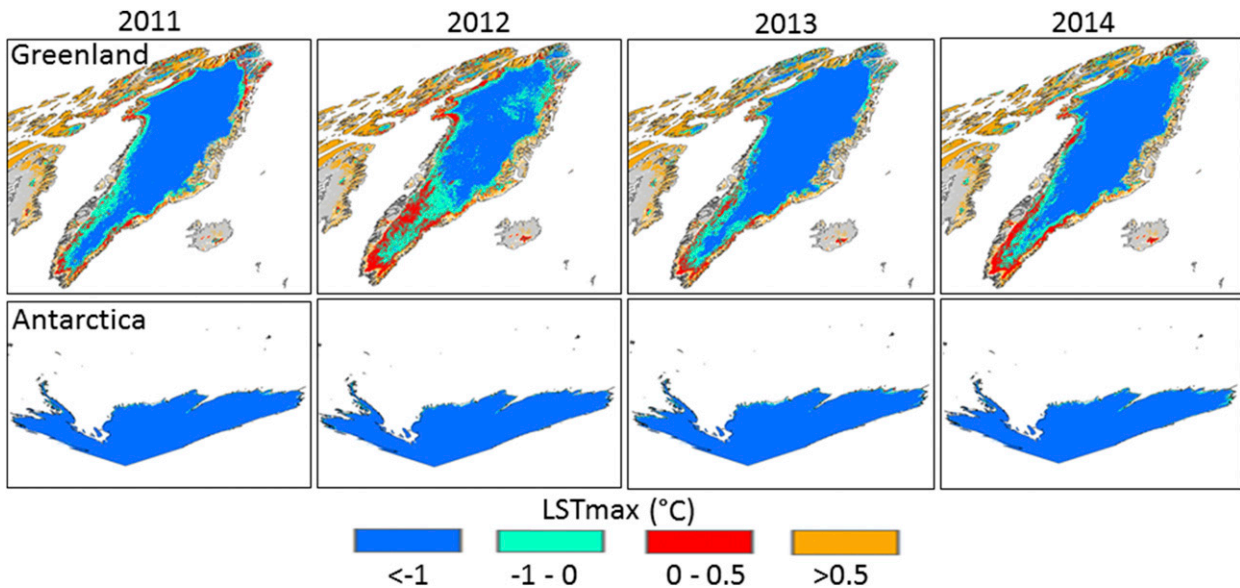 2011 2012 2013 2014
Greenland
Antarctica
LSTmax (°C)
<-1 -1 - 0 0 - 0.5 >0.5